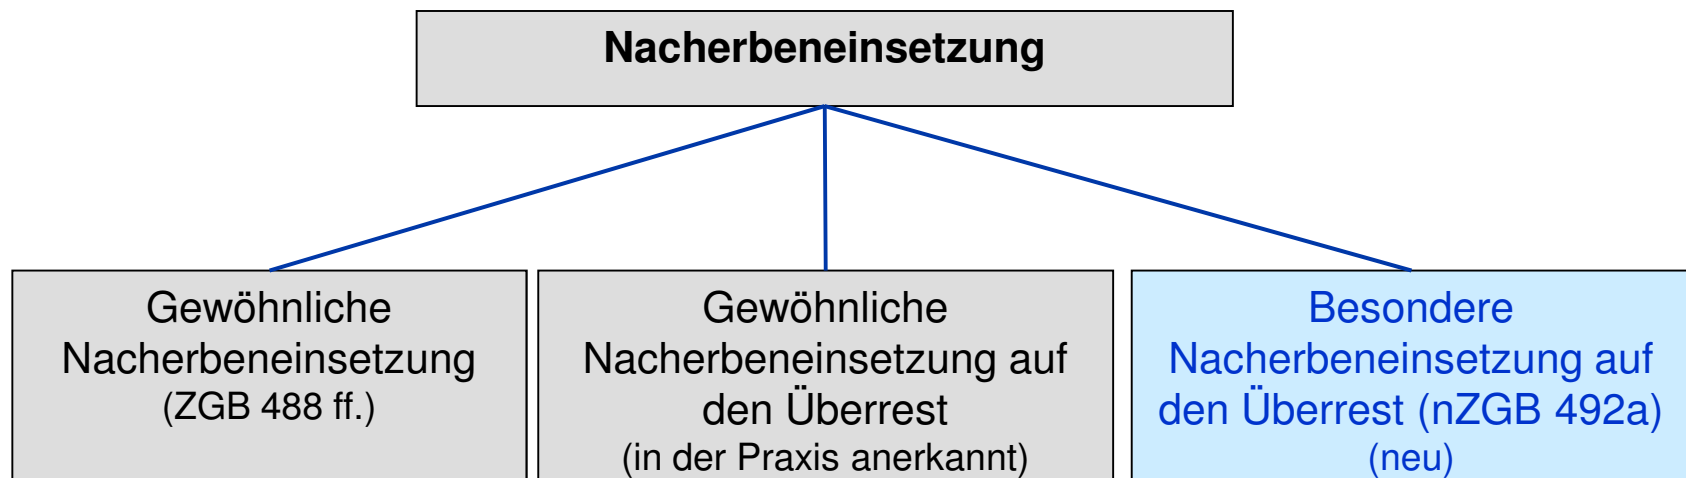 Nacherbeneinsetzung
Gewöhnliche
Nacherbeneinsetzung
(ZGB 488 ff.)
Gewöhnliche
Nacherbeneinsetzung auf
den Überrest
(in der Praxis anerkannt)
Besondere
Nacherbeneinsetzung auf
den Überrest (nZGB 492a)
(neu)